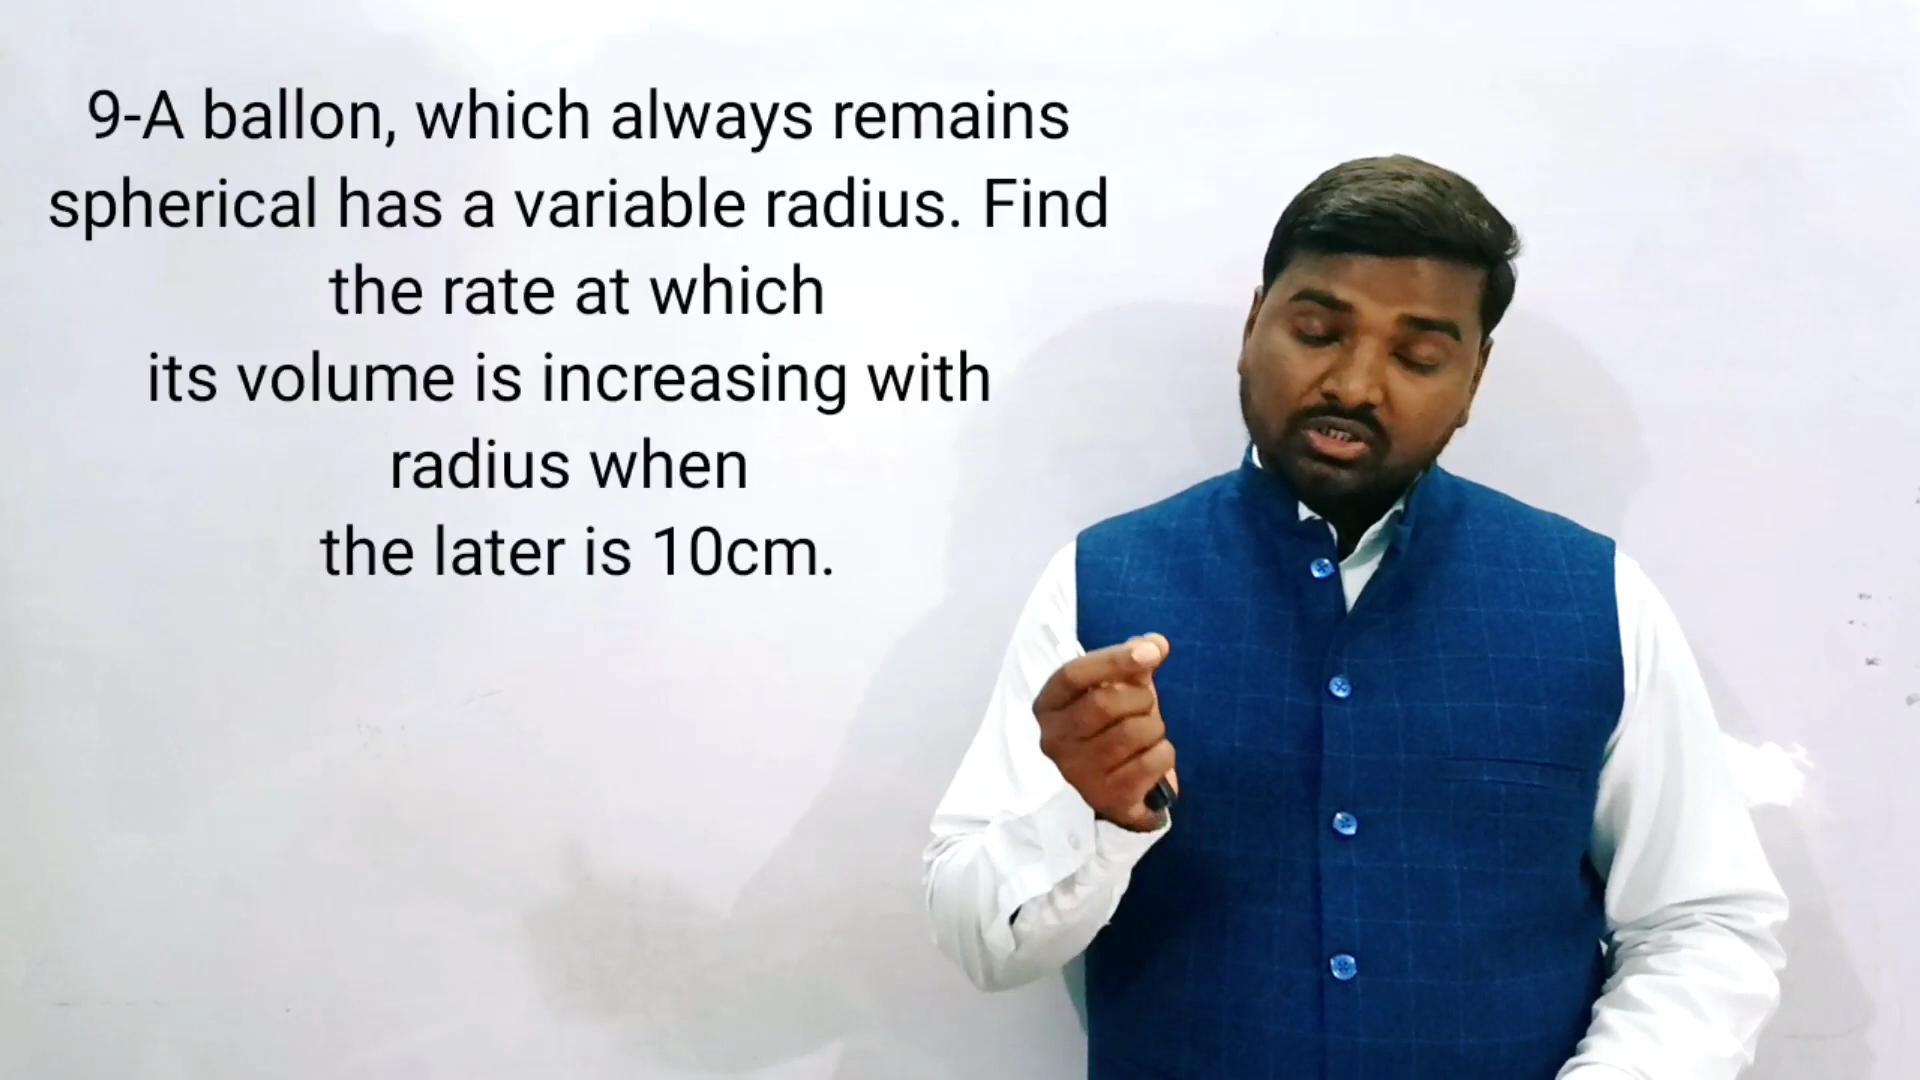 9-A ballon, which always remains
spherical has a variable radius. Find
the rate at which
its volume is increasing with
radius when
the later is 10cm.